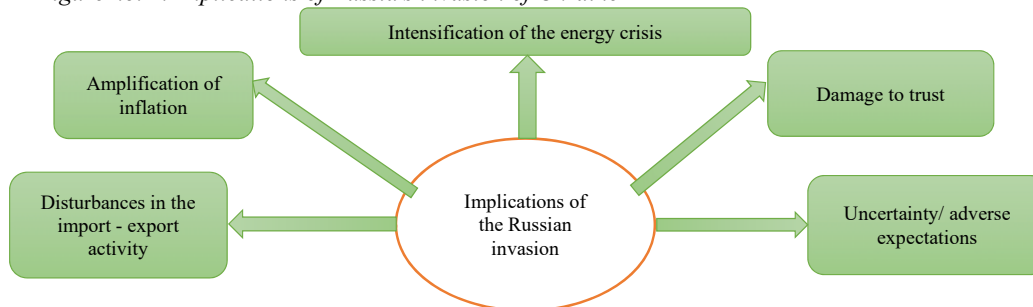 Intensification of the energy crisis
Amplification of
inflation
Damage to trust
Disturbances in the
import - export
activity
Implications of
the Russian
invasion
Uncertainty/ adverse
expectations